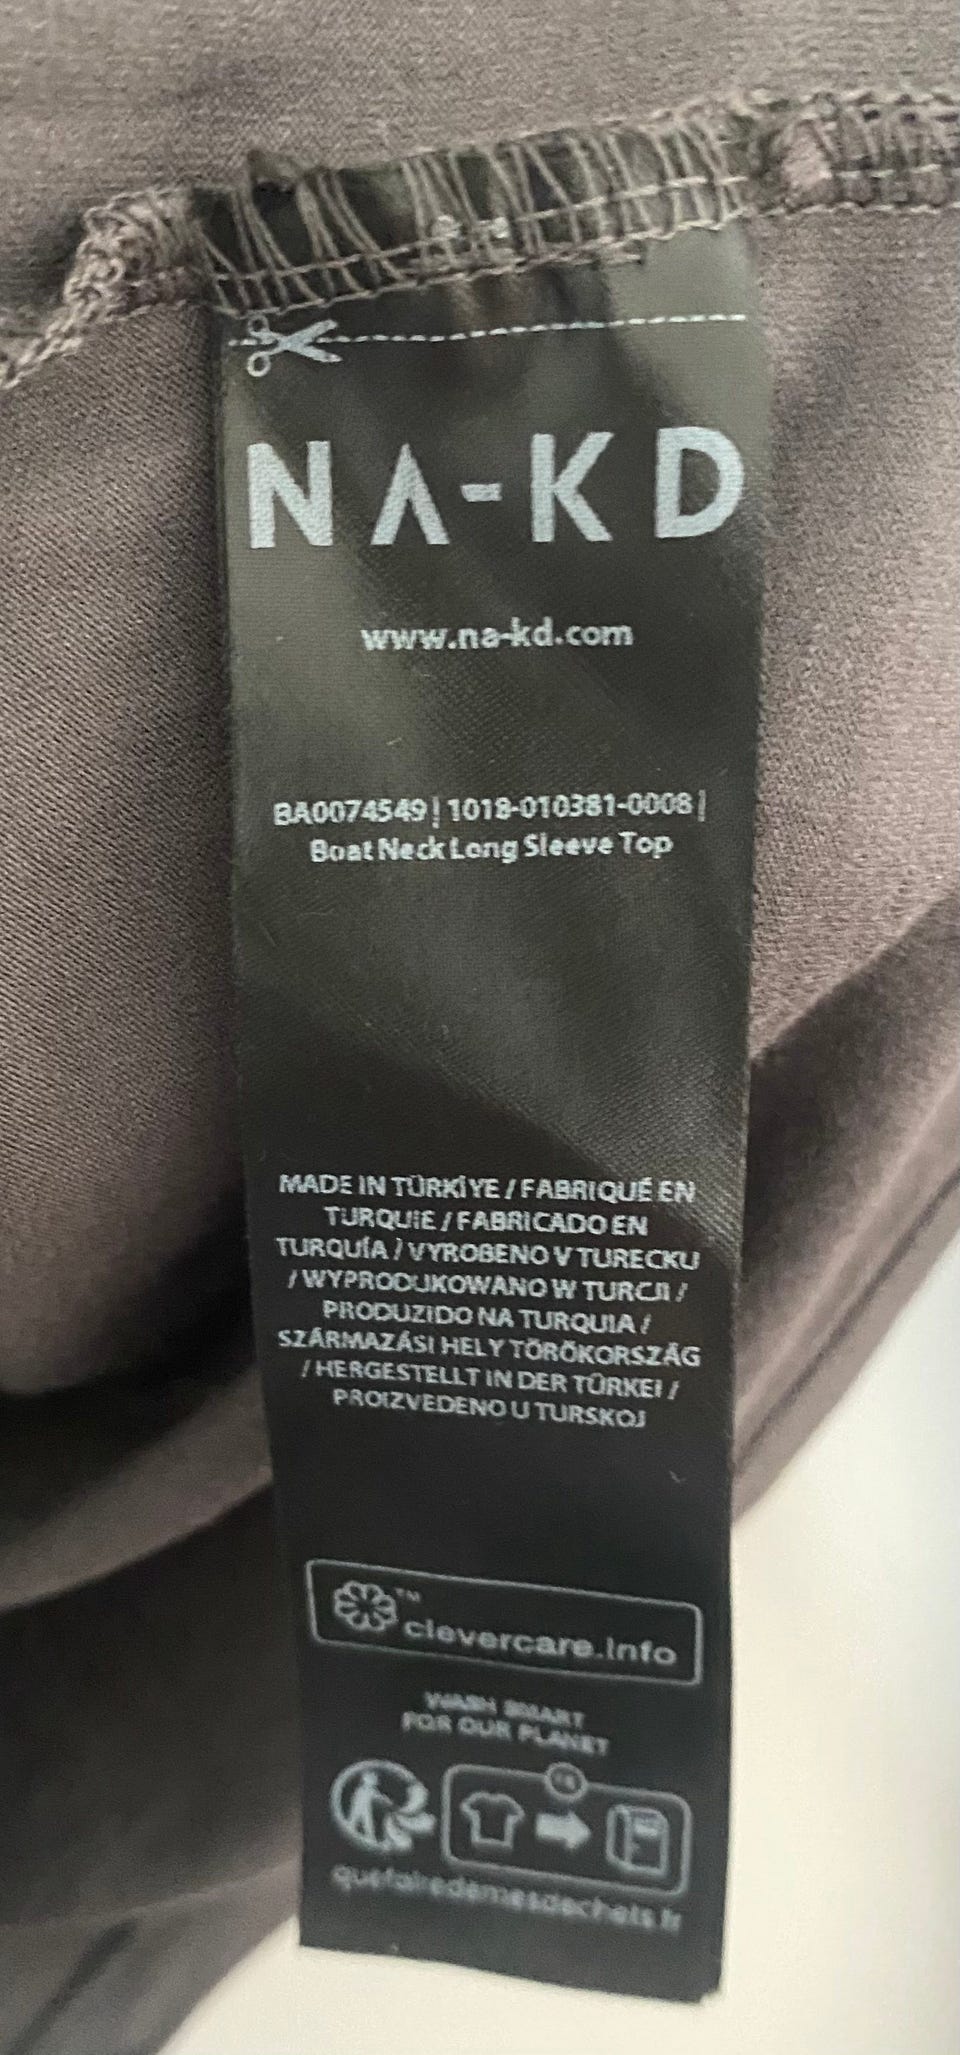 NA-KD
www.na-kd.com
BA0074549 | 1018-010381-0008 |
Boat Neck Long Sleeve Top
MADE IN TÜRKİYE / FABRIQUÉ EN
TURQUIE / FABRICADO EN
TURQUÍA / VYROBENO V TURECKU
/ WYPRODUKOWANO W TURCJI /
PRODUZIDO NA TURQUIA /
SZÁRMAZÁSI HELY TÖRÖKORSZÁG
/ HERGESTELLT IN DER TÜRKEI /
PROIZVEDENO U TURSKOJ
™
clevercare.info
WASH SMART
FOR OUR PLANET
FR
quefairedemesdechets.fr